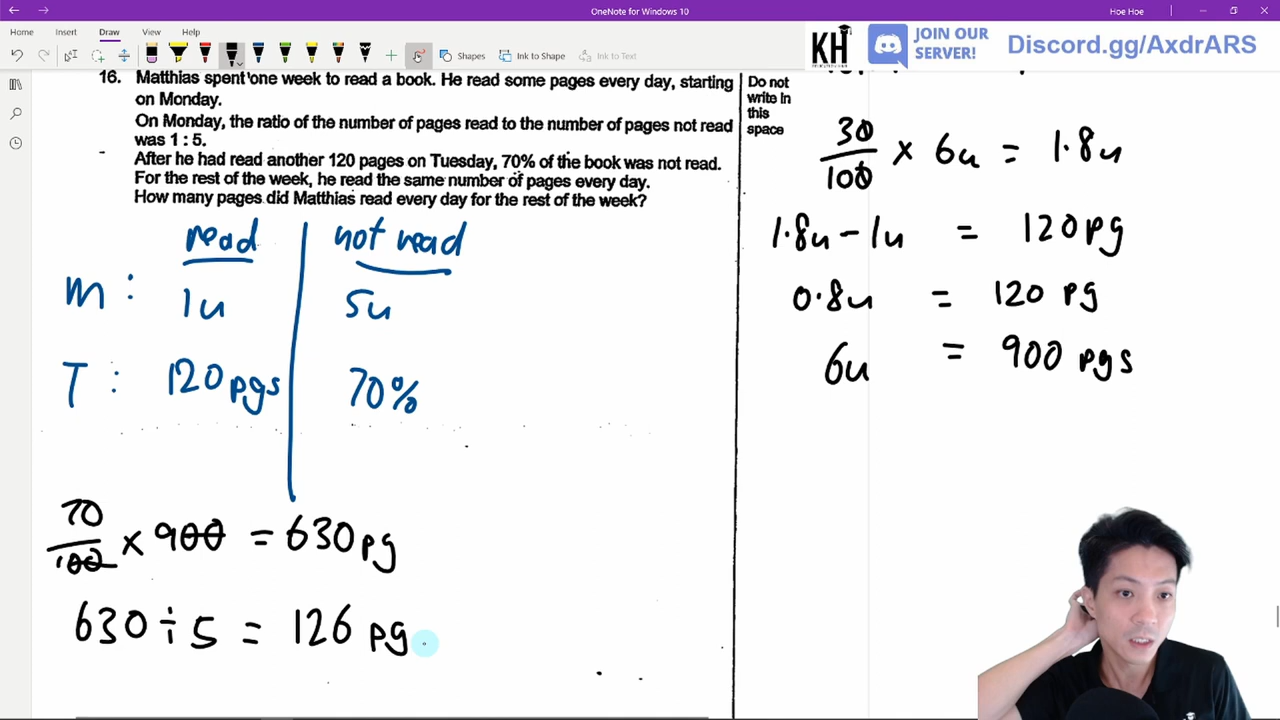 OneNote for Windows 10
Hoe Hoe
Home Insert Draw View Help
Shapes Ink to Shape Ink to Text
KH
JOIN OUR
SERVER!
Discord.gg/AxdrARS
16. Matthias spent one week to read a book. He read some pages every day, starting
on Monday.
On Monday, the ratio of the number of pages read to the number of pages not read
was 1 : 5.
After he had read another 120 pages on Tuesday, 70% of the book was not read.
For the rest of the week, he read the same number of pages every day.
How many pages did Matthias read every day for the rest of the week?
Do not
write in
this
space
read not read
m : 1u 5u
T : 120pgs 70%
70/100 × 900 = 630pg
630 ÷ 5 = 126 pg
30/100 × 6u = 1.8u
1.8u - 1u = 120pg
0.8u = 120 pg
6u = 900 pgs